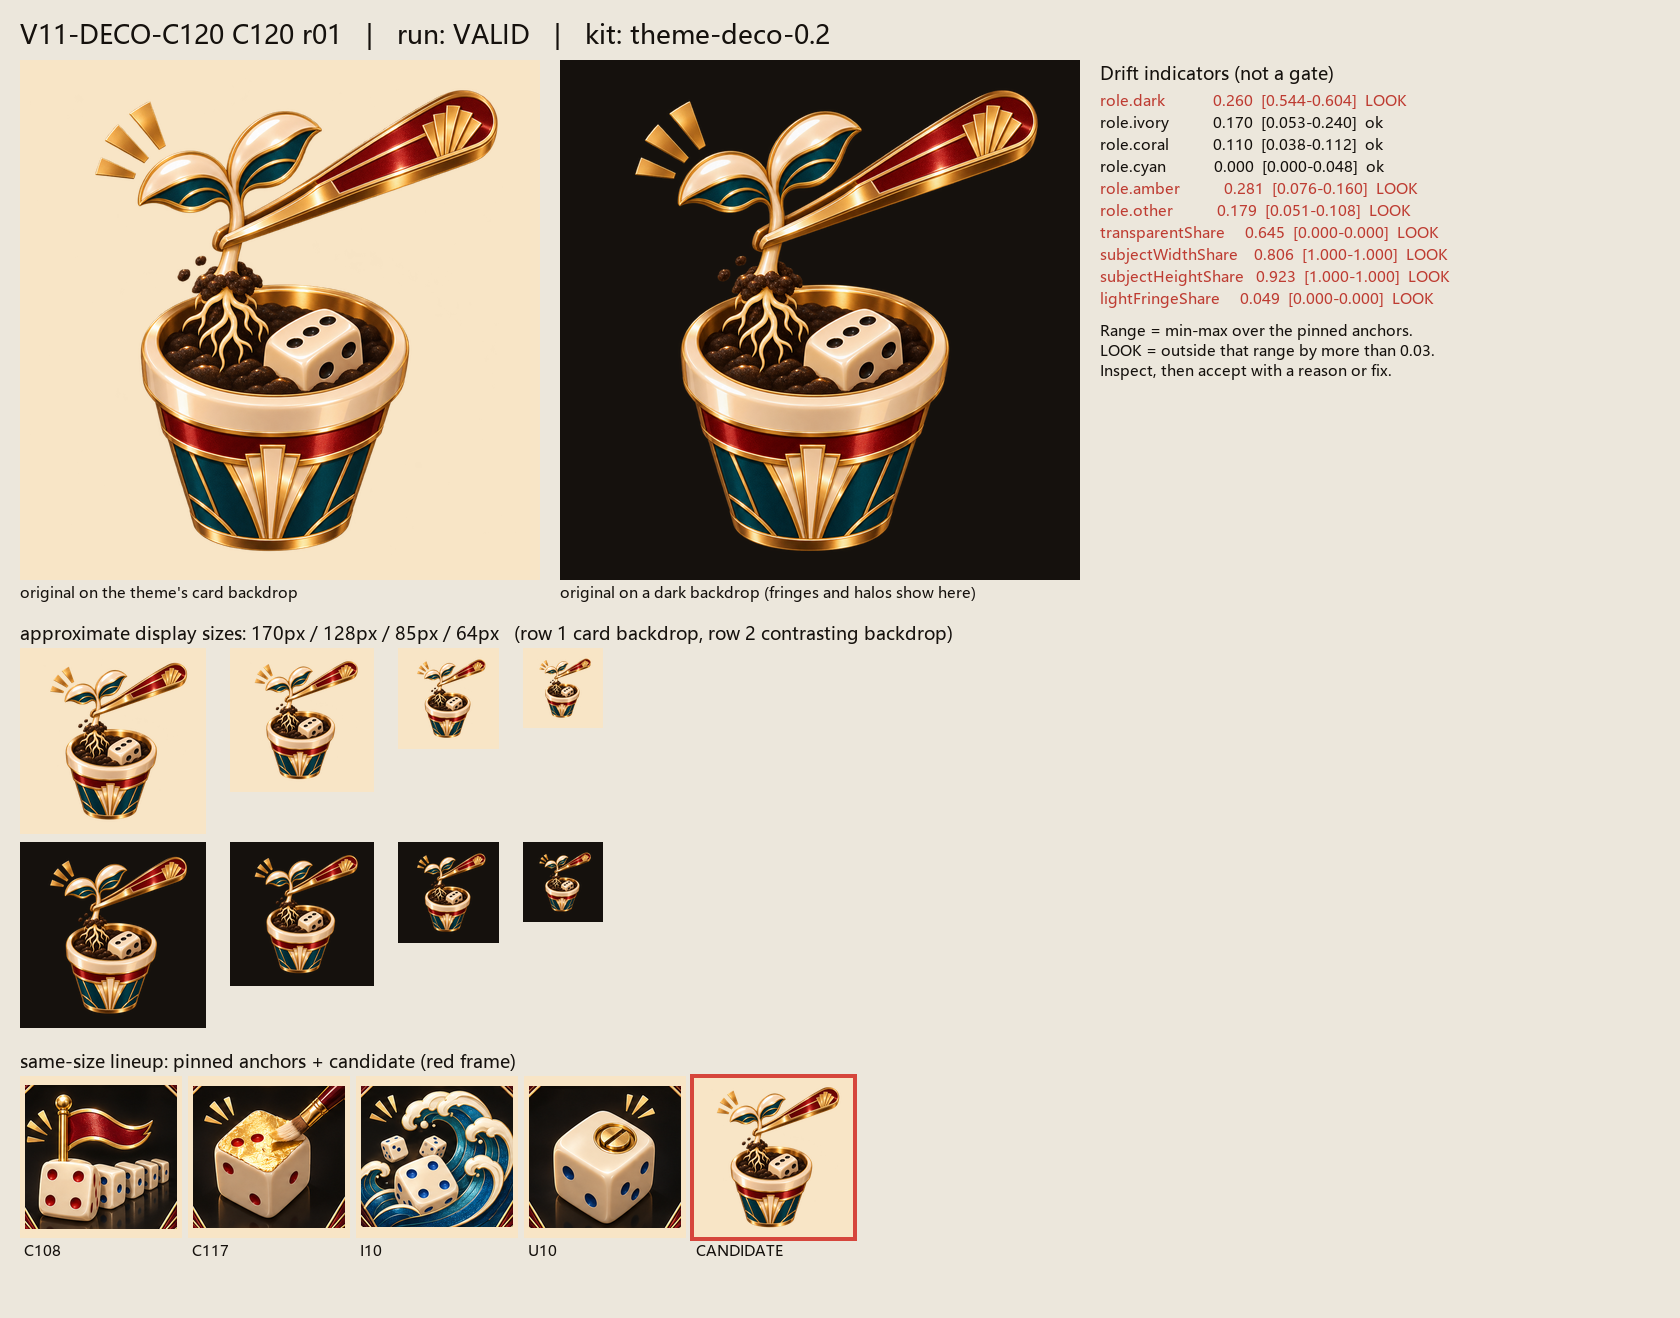 V11-DECO-C120 C120 r01 | run: VALID | kit: theme-deco-0.2
Drift indicators (not a gate)
role.dark 0.260 [0.544-0.604] LOOK
role.ivory 0.170 [0.053-0.240] ok
role.coral 0.110 [0.038-0.112] ok
role.cyan 0.000 [0.000-0.048] ok
role.amber 0.281 [0.076-0.160] LOOK
role.other 0.179 [0.051-0.108] LOOK
transparentShare 0.645 [0.000-0.000] LOOK
subjectWidthShare 0.806 [1.000-1.000] LOOK
subjectHeightShare 0.923 [1.000-1.000] LOOK
lightFringeShare 0.049 [0.000-0.000] LOOK
Range = min-max over the pinned anchors.
LOOK = outside that range by more than 0.03.
Inspect, then accept with a reason or fix.
original on the theme's card backdrop
original on a dark backdrop (fringes and halos show here)
approximate display sizes: 170px / 128px / 85px / 64px (row 1 card backdrop, row 2 contrasting backdrop)
same-size lineup: pinned anchors + candidate (red frame)
C108
C117
I10
U10
CANDIDATE